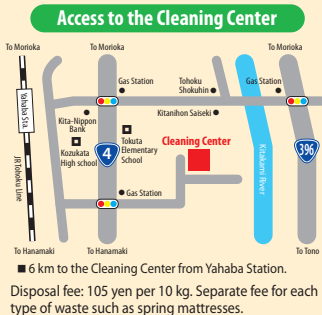 Access to the Cleaning Center
To Morioka
To Morioka
To Morioka
Gas Station
Tohoku
Shokuhin
Gas Station
Yahaba Sta.
Kita-Nippon
Bank
Kitanihon Saiseki
Kozukata
High school
4
Tokuta
Elementary
School
Cleaning Center
Kitakami River
396
JR Tohoku Line
Gas Station
To Hanamaki
To Hanamaki
To Tono
■ 6 km to the Cleaning Center from Yahaba Station.
Disposal fee: 105 yen per 10 kg. Separate fee for each
type of waste such as spring mattresses.